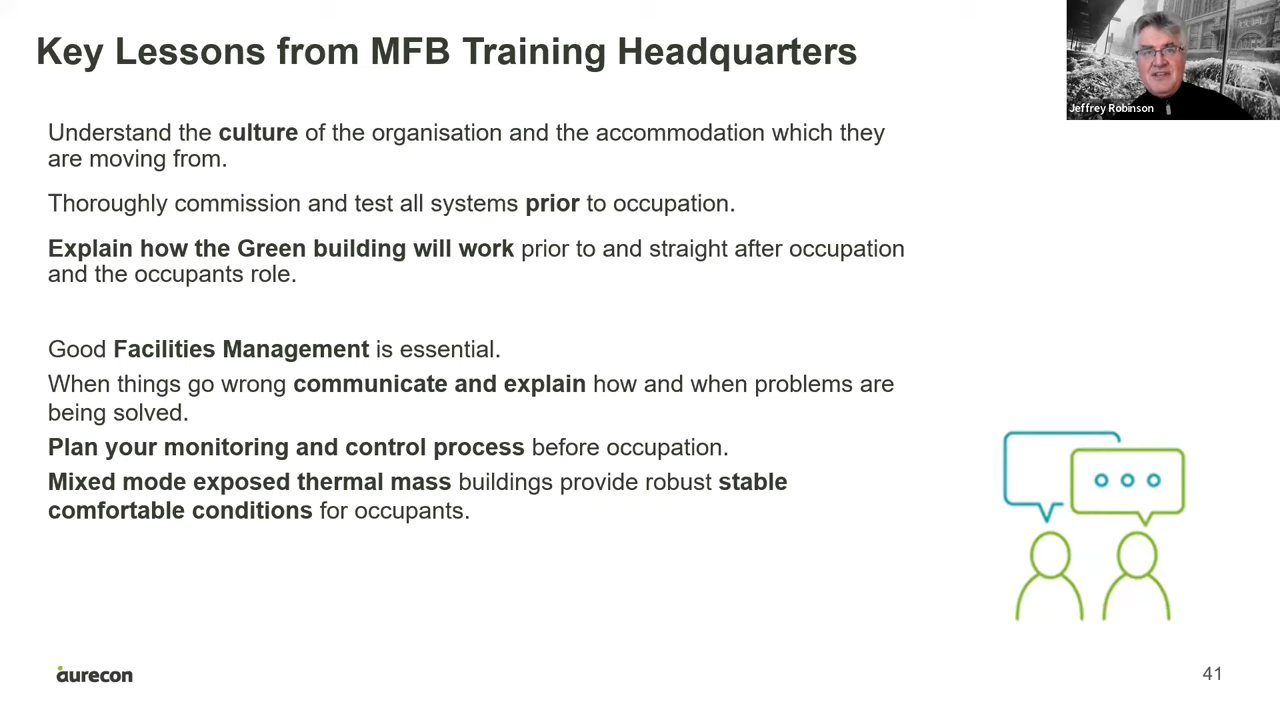 Key Lessons from MFB Training Headquarters
Jeffrey Robinson
Understand the culture of the organisation and the accommodation which they
are moving from.
Thoroughly commission and test all systems prior to occupation.
Explain how the Green building will work prior to and straight after occupation
and the occupants role.
Good Facilities Management is essential.
When things go wrong communicate and explain how and when problems are
being solved.
Plan your monitoring and control process before occupation.
Mixed mode exposed thermal mass buildings provide robust stable
comfortable conditions for occupants.
aurecon
41